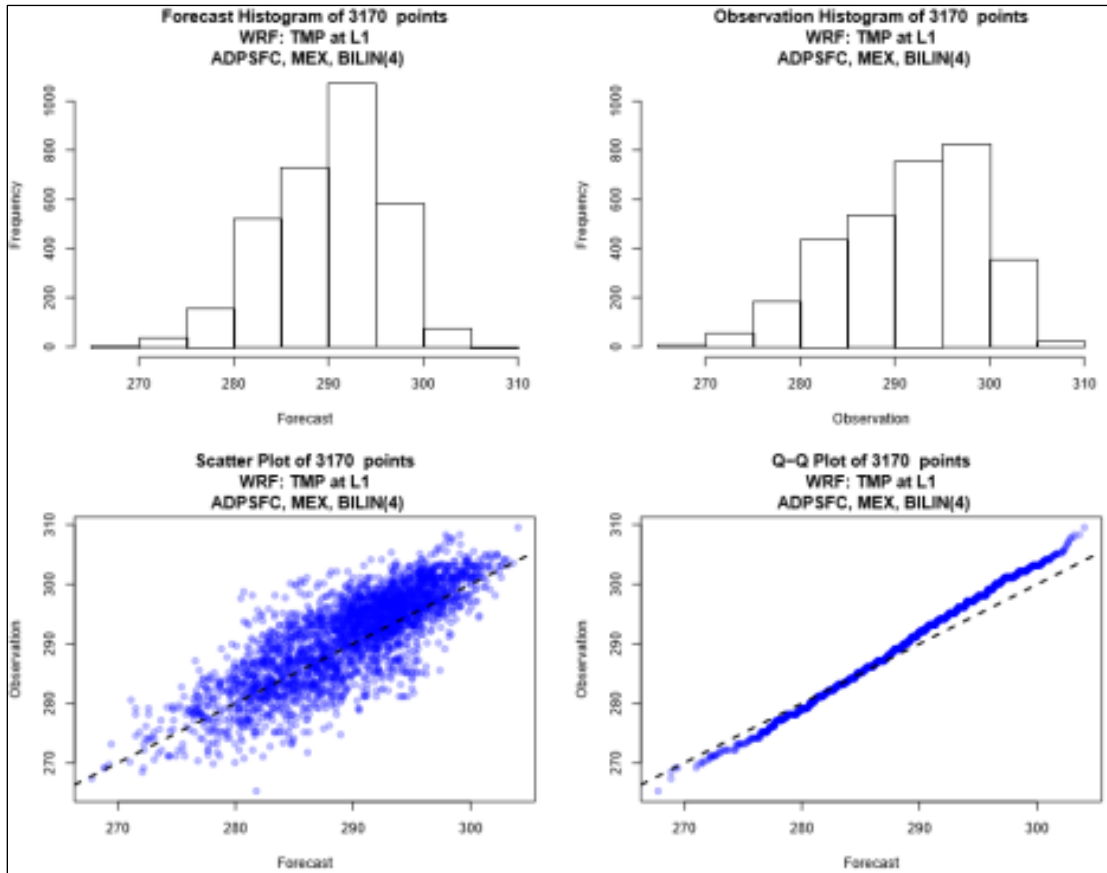 Forecast Histogram of 3170 points
WRF: TMP at L1
ADPSFC, MEX, BILIN(4)
Frequency
0
200
400
600
800
1000
270
280
290
300
310
Forecast
Observation Histogram of 3170 points
WRF: TMP at L1
ADPSFC, MEX, BILIN(4)
Frequency
0
200
400
600
800
1000
270
280
290
300
310
Observation
Scatter Plot of 3170 points
WRF: TMP at L1
ADPSFC, MEX, BILIN(4)
Observation
270
280
290
300
310
270
280
290
300
Forecast
Q-Q Plot of 3170 points
WRF: TMP at L1
ADPSFC, MEX, BILIN(4)
Observation
270
280
290
300
310
270
280
290
300
Forecast